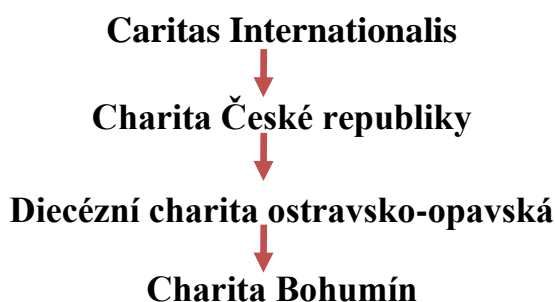 Caritas Internationalis
Charita České republiky
Diecézní charita ostravsko-opavská
Charita Bohumín